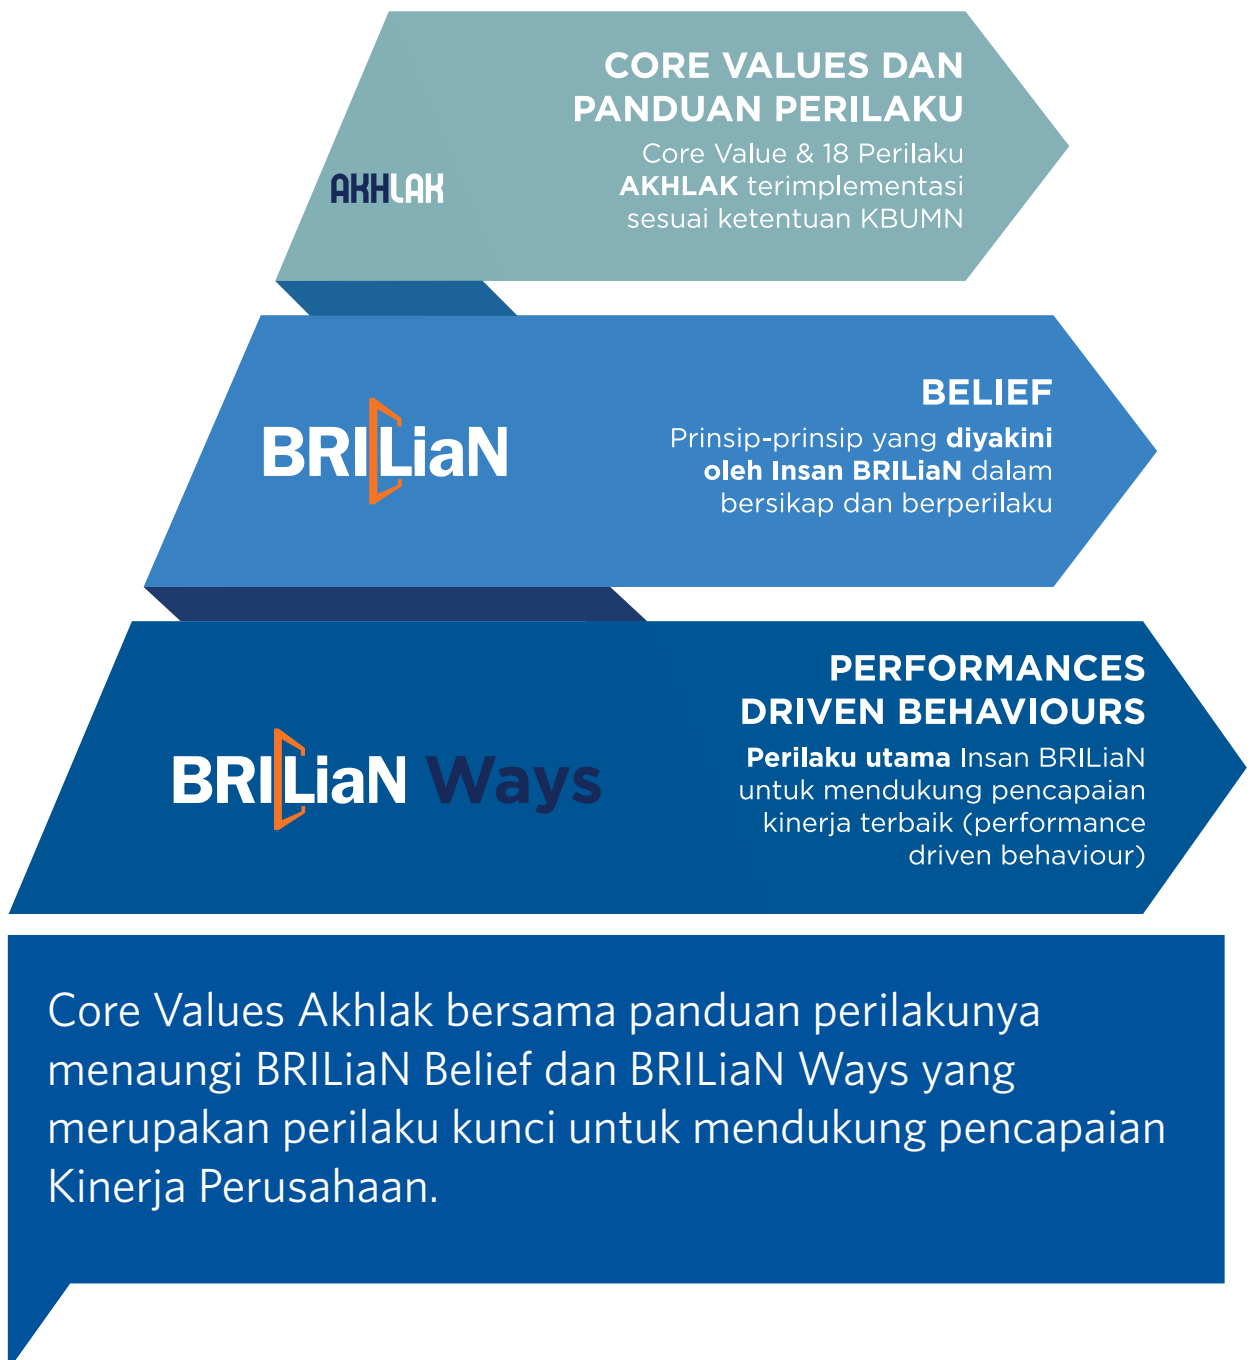 CORE VALUES DAN
PANDUAN PERILAKU
Core Value & 18 Perilaku
AKHLAK terimplementasi
sesuai ketentuan KBUMN
AKHLAK
BELIEF
Prinsip-prinsip yang diyakini
oleh Insan BRILiaN dalam
bersikap dan berperilaku
BRILiaN
PERFORMANCES
DRIVEN BEHAVIOURS
Perilaku utama Insan BRILiaN
untuk mendukung pencapaian
kinerja terbaik (performance
driven behaviour)
BRILiaN Ways
Core Values Akhlak bersama panduan perilakunya
menaungi BRILiaN Belief dan BRILiaN Ways yang
merupakan perilaku kunci untuk mendukung pencapaian
Kinerja Perusahaan.